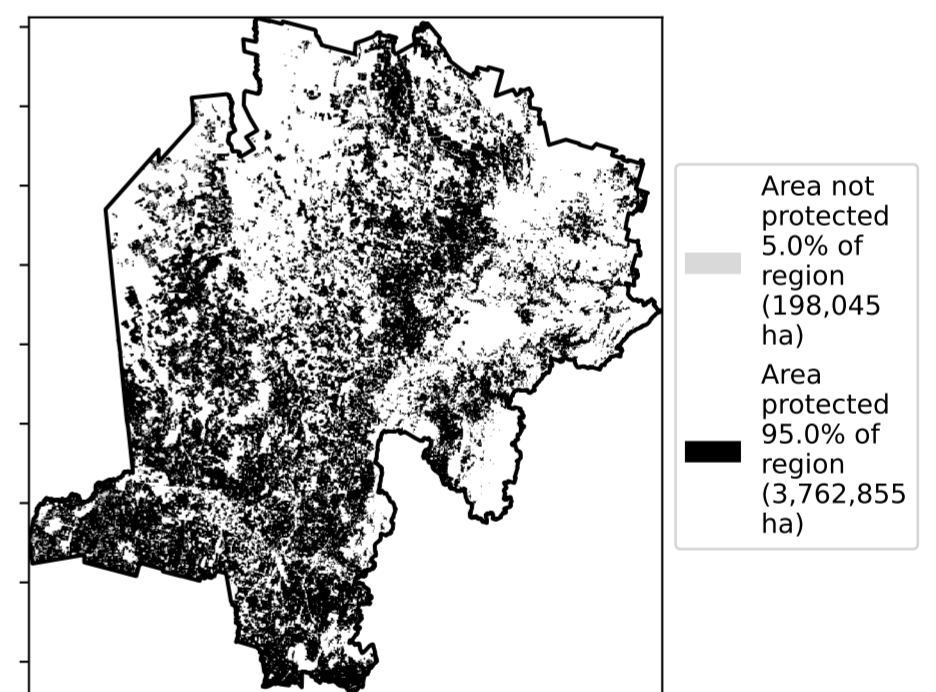 Area not
protected
5.0% of
region
(198,045
ha)
Area
protected
95.0% of
region
(3,762,855
ha)